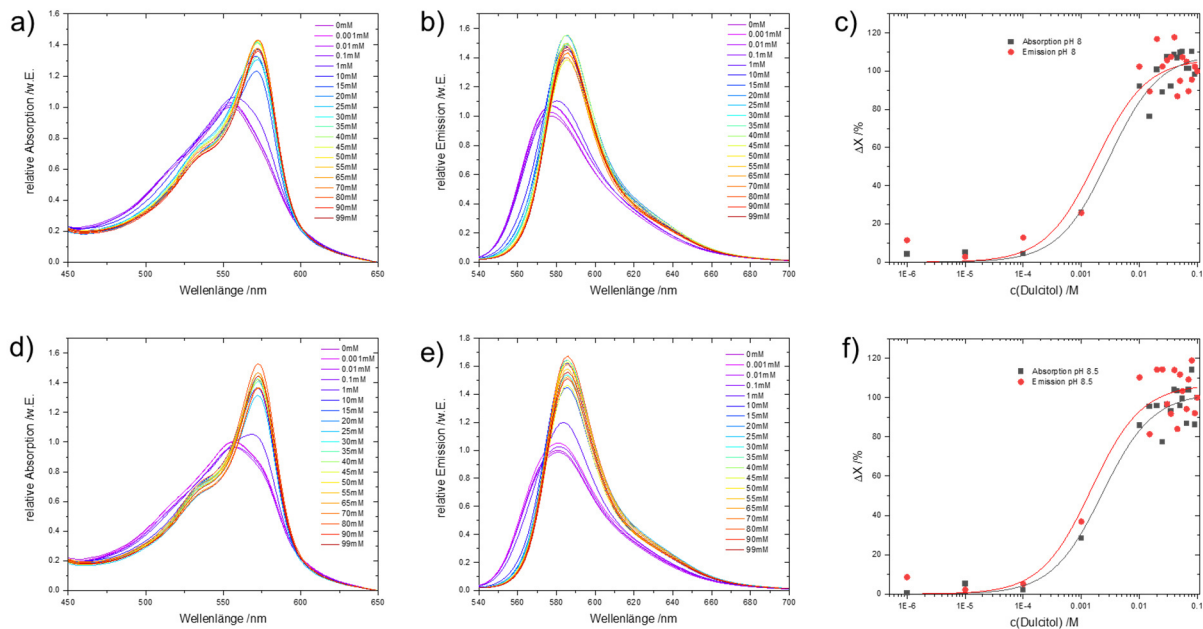 a)
relative Absorption /w.E.
1.6
1.4
1.2
1.0
0.8
0.6
0.4
0.2
0.0
450
500
550
600
650
Wellenlänge /nm
0mM
0.001mM
0.01mM
0.1mM
1mM
10mM
15mM
20mM
25mM
30mM
35mM
40mM
45mM
50mM
55mM
65mM
70mM
80mM
90mM
99mM
b)
relative Emission /w.E.
1.6
1.4
1.2
1.0
0.8
0.6
0.4
0.2
0.0
540
560
580
600
620
640
660
680
700
Wellenlänge /nm
0mM
0.001mM
0.01mM
0.1mM
1mM
10mM
15mM
20mM
25mM
30mM
35mM
40mM
45mM
50mM
55mM
65mM
70mM
80mM
90mM
99mM
c)
ΔX /%
120
100
80
60
40
20
0
1E-6
1E-5
1E-4
0.001
0.01
0.1
c(Dulcitol) /M
Absorption pH 8
Emission pH 8
d)
relative Absorption /w.E.
1.6
1.4
1.2
1.0
0.8
0.6
0.4
0.2
0.0
450
500
550
600
650
Wellenlänge /nm
0mM
0.001mM
0.01mM
0.1mM
1mM
10mM
15mM
20mM
25mM
30mM
35mM
40mM
45mM
50mM
55mM
65mM
70mM
80mM
90mM
99mM
e)
relative Emission /w.E.
1.8
1.6
1.4
1.2
1.0
0.8
0.6
0.4
0.2
0.0
540
560
580
600
620
640
660
680
700
Wellenlänge /nm
0mM
0.001mM
0.01mM
0.1mM
1mM
10mM
15mM
20mM
25mM
30mM
35mM
40mM
45mM
50mM
55mM
65mM
70mM
80mM
90mM
99mM
f)
ΔX /%
120
100
80
60
40
20
0
1E-6
1E-5
1E-4
0.001
0.01
0.1
c(Dulcitol) /M
Absorption pH 8.5
Emission pH 8.5